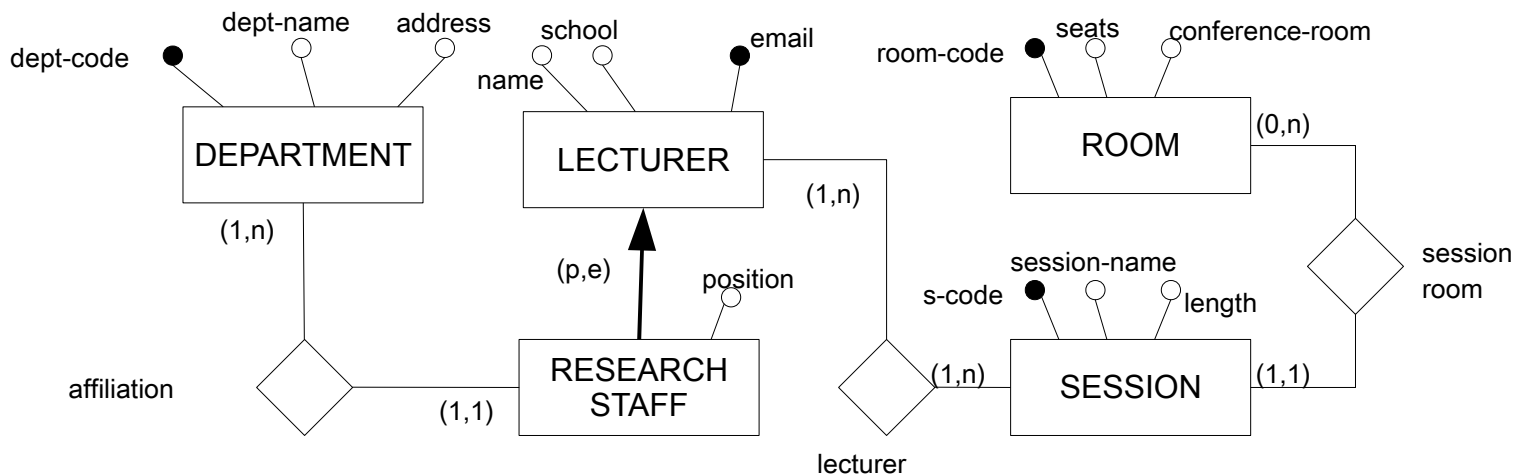 dept-name
address
dept-code
school
email
name
seats
conference-room
room-code
DEPARTMENT
LECTURER
ROOM
(0,n)
(1,n)
(1,n)
(p,e)
position
session-name
s-code
length
session
room
affiliation
(1,1)
RESEARCH
STAFF
(1,n)
SESSION
(1,1)
lecturer